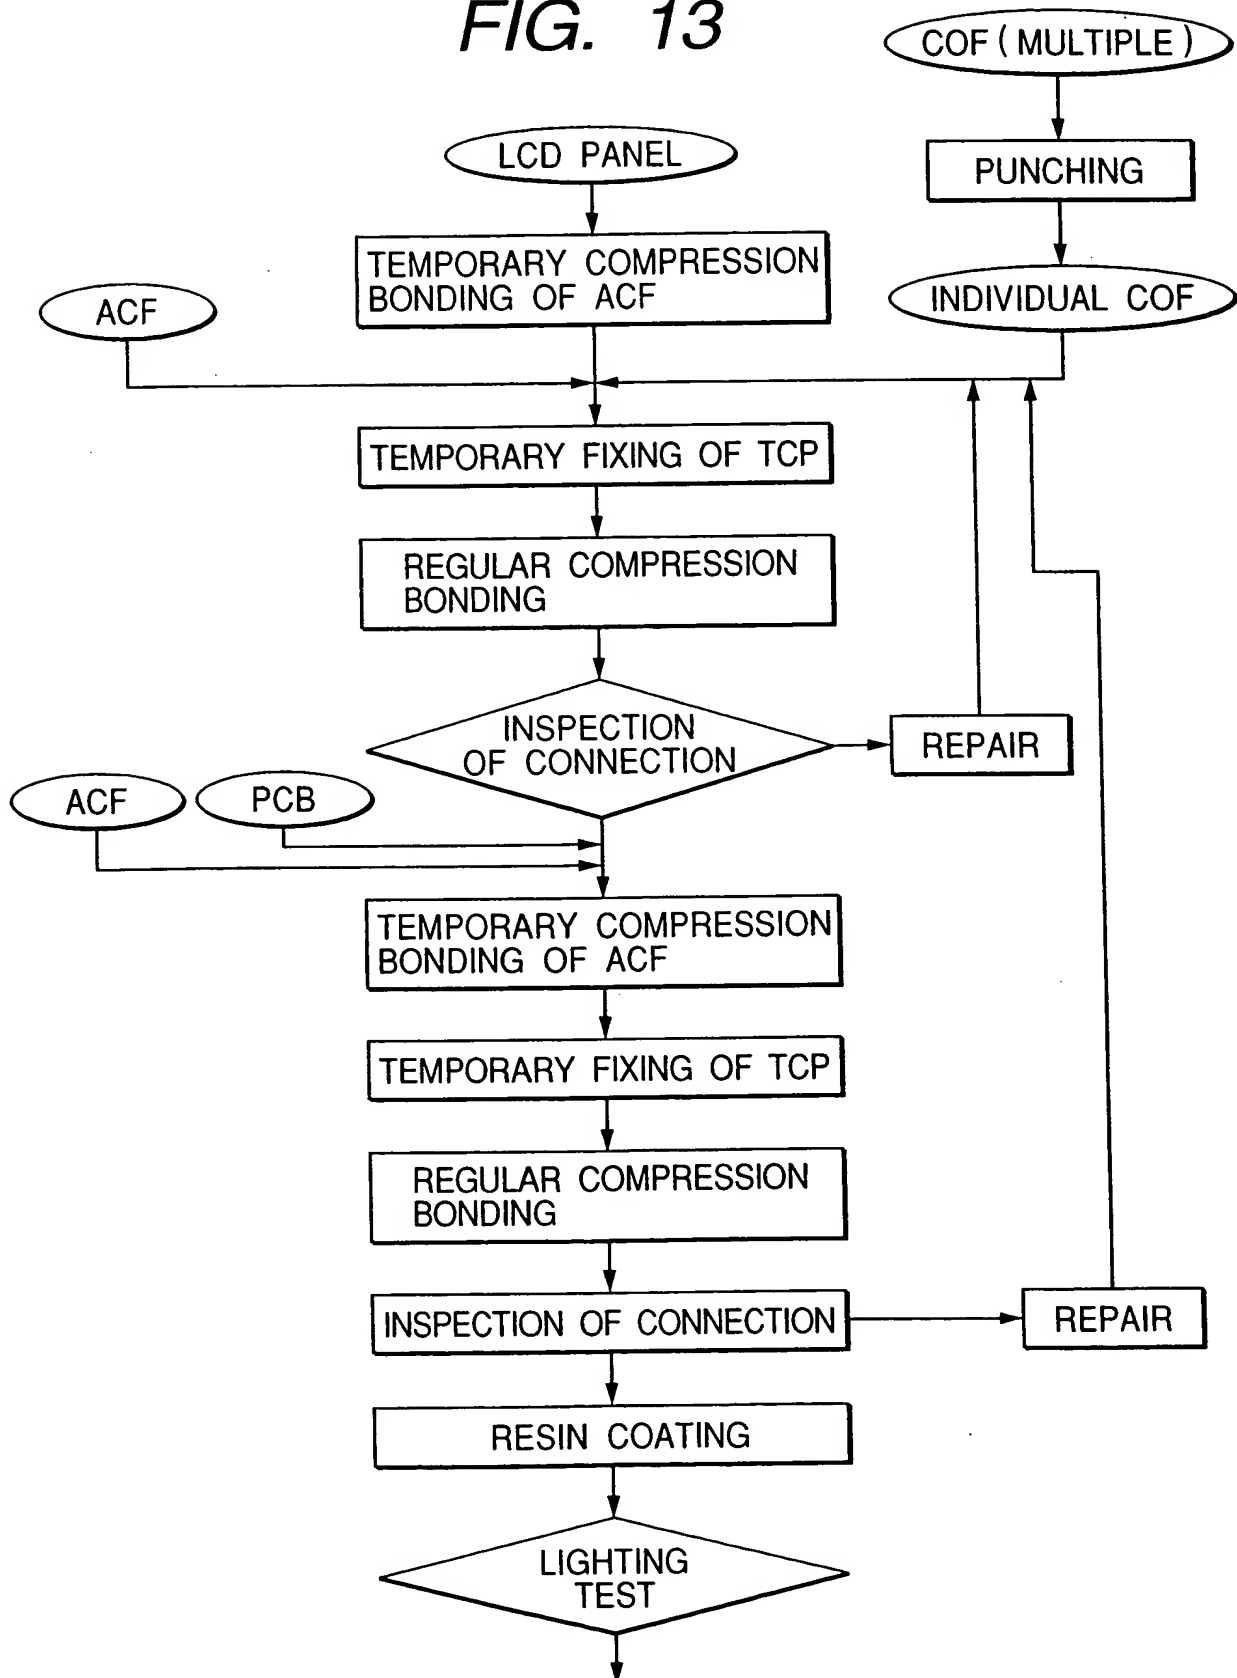 FIG. 13
COF ( MULTIPLE )
PUNCHING
INDIVIDUAL COF
LCD PANEL
TEMPORARY COMPRESSION
BONDING OF ACF
ACF
TEMPORARY FIXING OF TCP
REGULAR COMPRESSION
BONDING
INSPECTION
OF CONNECTION
REPAIR
ACF
PCB
TEMPORARY COMPRESSION
BONDING OF ACF
TEMPORARY FIXING OF TCP
REGULAR COMPRESSION
BONDING
INSPECTION OF CONNECTION
REPAIR
RESIN COATING
LIGHTING
TEST